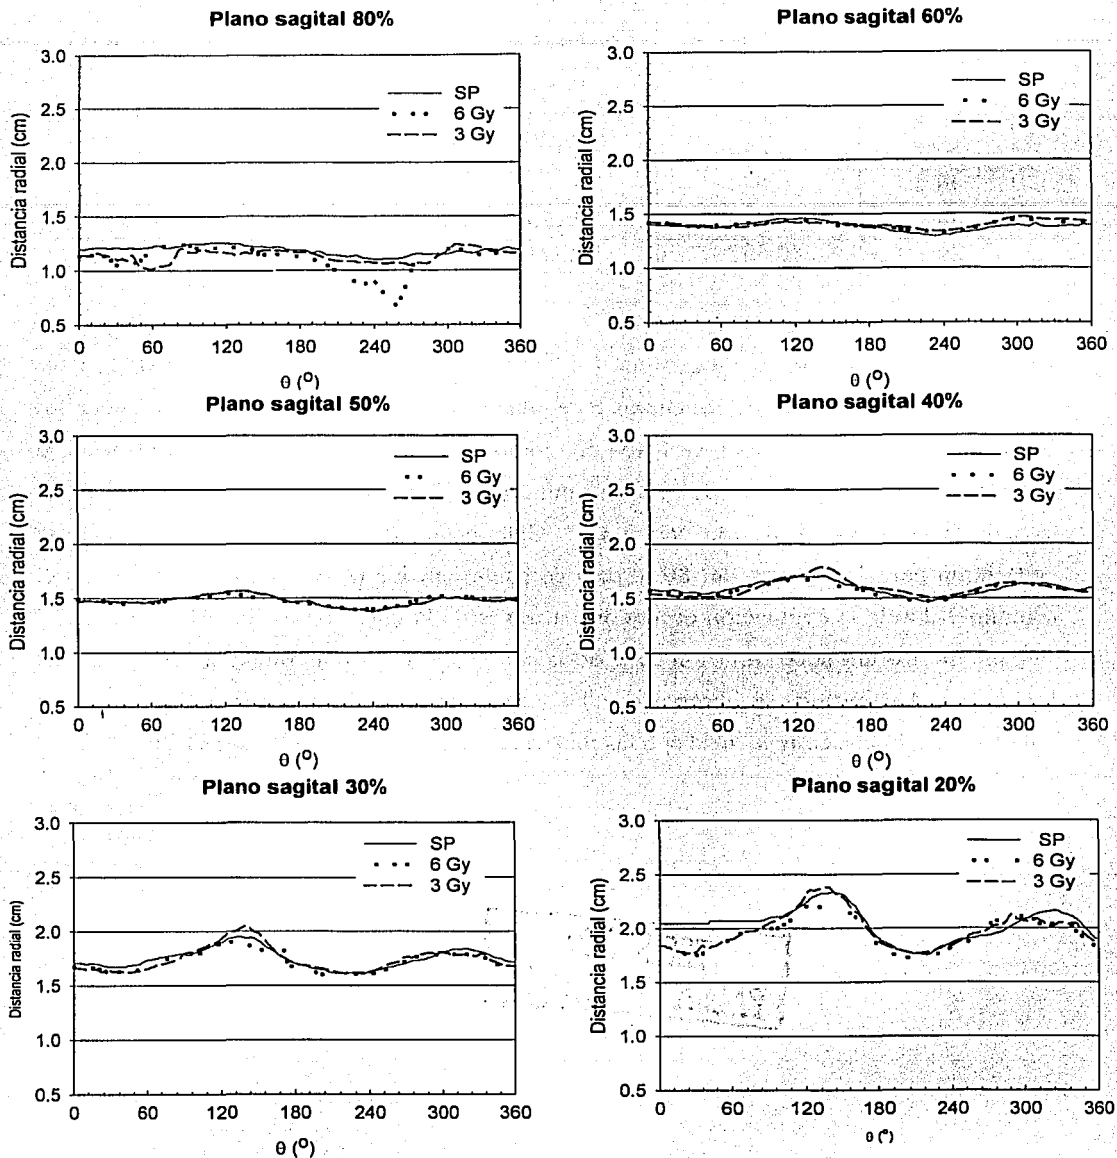 Plano sagital 80%
Distancia radial (cm)
3.0
2.5
2.0
1.5
1.0
0.5
SP
6 Gy
3 Gy
0 60 120 180 240 300 360
θ (O)
Plano sagital 60%
Distancia radial (cm)
3.0
2.5
2.0
1.5
1.0
0.5
SP
6 Gy
3 Gy
0 60 120 180 240 300 360
θ (O)
Plano sagital 50%
Distancia radial (cm)
3.0
2.5
2.0
1.5
1.0
0.5
SP
6 Gy
3 Gy
0 60 120 180 240 300 360
θ (O)
Plano sagital 40%
Distancia radial (cm)
3.0
2.5
2.0
1.5
1.0
0.5
SP
6 Gy
3 Gy
0 60 120 180 240 300 360
θ (O)
Plano sagital 30%
Distancia radial (cm)
3.0
2.5
2.0
1.5
1.0
0.5
SP
6 Gy
3 Gy
0 60 120 180 240 300 360
θ (O)
Plano sagital 20%
Distancia radial (cm)
3.0
2.5
2.0
1.5
1.0
0.5
SP
6 Gy
3 Gy
0 60 120 180 240 300 360
θ (º)